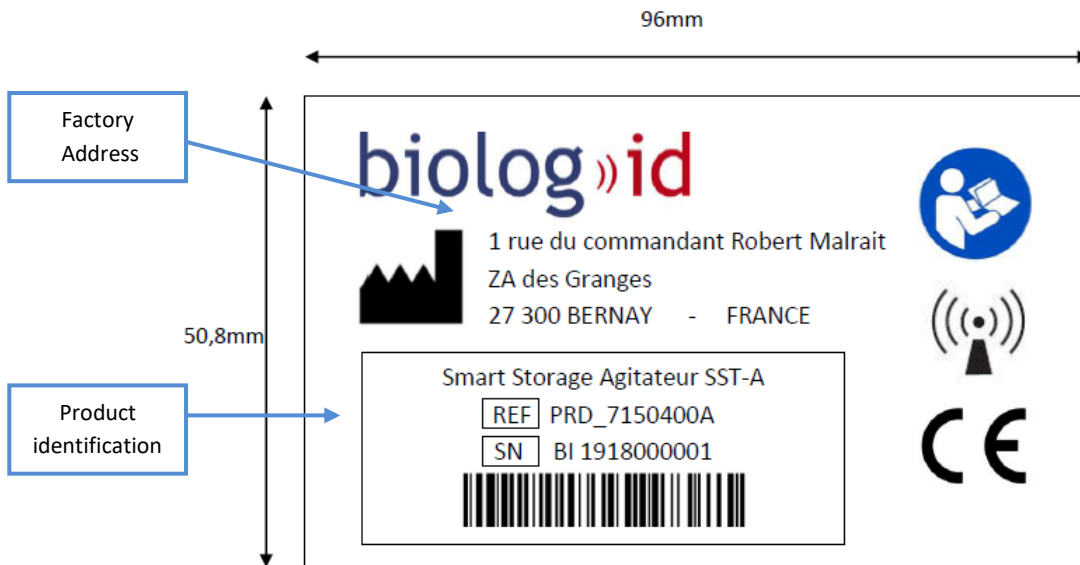 96mm
Factory
Address
biolog id
1 rue du commandant Robert Malrait
ZA des Granges
27 300 BERNAY - FRANCE
50,8mm
Product
identification
Smart Storage Agitateur SST-A
REF PRD_7150400A
SN BI 1918000001
CE